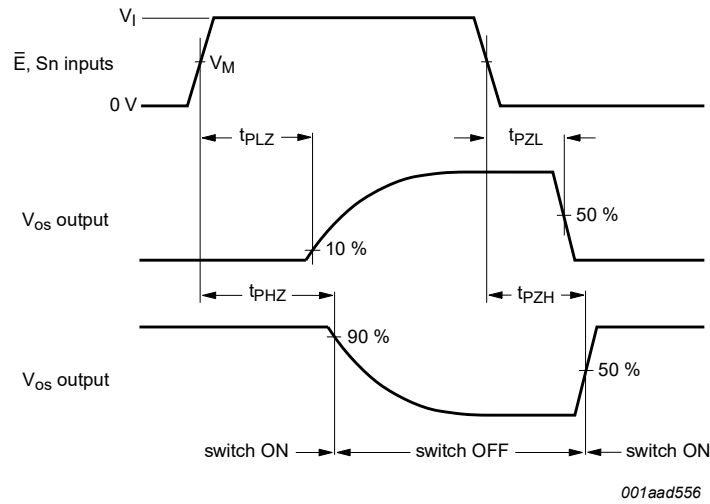 V_I
E̅, Sn inputs
V_M
0 V
t_PLZ
t_PZL
V_os output
50 %
10 %
t_PHZ
t_PZH
90 %
V_os output
50 %
switch ON
switch OFF
switch ON
001aad556